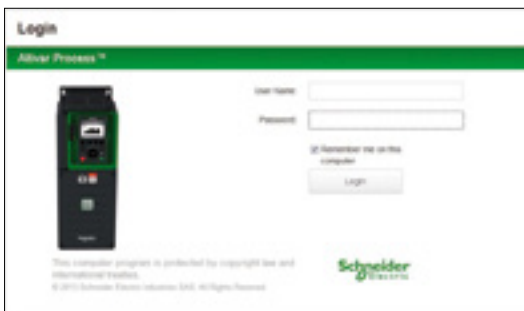 Login
Altivar Process™
User Name
Password
Remember me on this
computer
Login
This computer program is protected by copyright law and
international treaties.
© 2013 Schneider Electric Industries SAS. All Rights Reserved.
Schneider
Electric